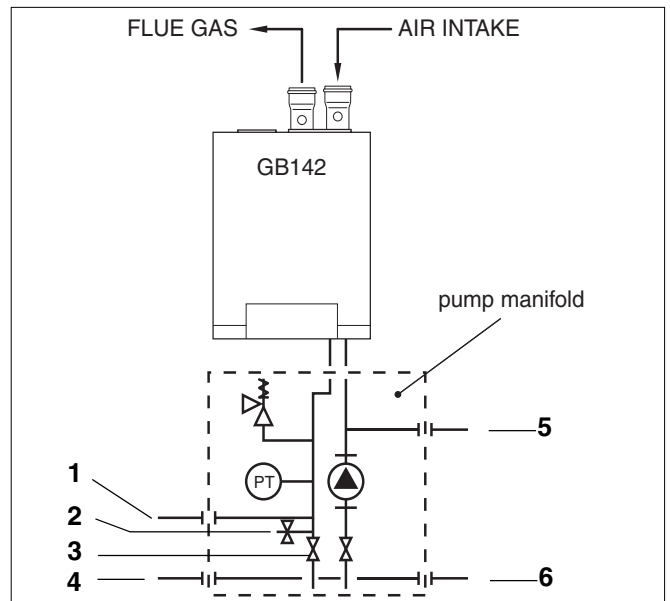 FLUE GAS AIR INTAKE
GB142
pump manifold
5
PT
1
2
3
4 6